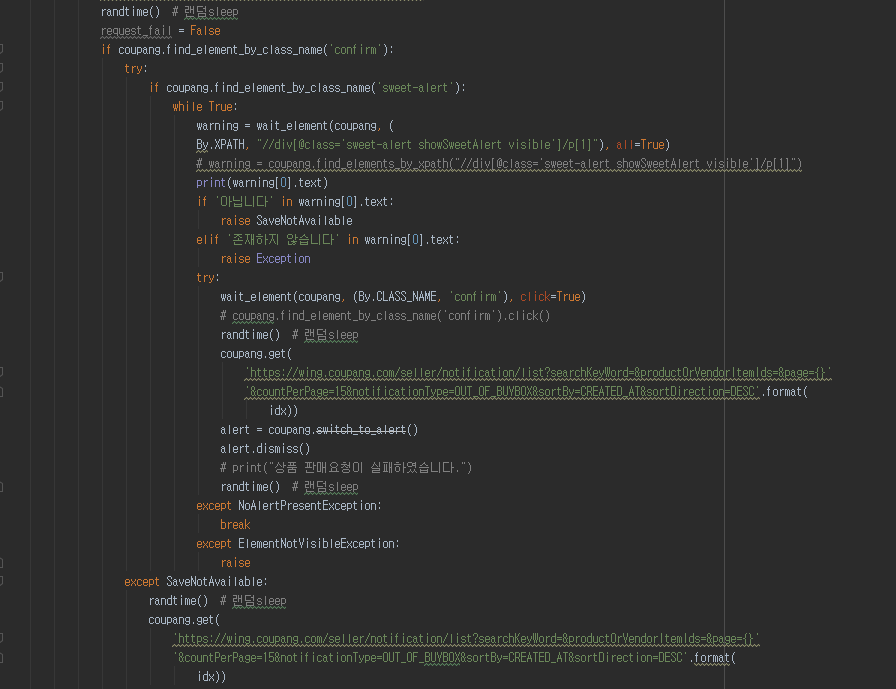 randtime()  # 랜덤sleep
request_fail = False
if coupang.find_element_by_class_name('confirm'):
try:
if coupang.find_element_by_class_name('sweet-alert'):
while True:
warning = wait_element(coupang, (
By.XPATH, "//div[@class='sweet-alert showSweetAlert visible']/p[1]"), all=True)
# warning = coupang.find_elements_by_xpath("//div[@class='sweet-alert showSweetAlert visible']/p[1]")
print(warning[0].text)
if '아닙니다' in warning[0].text:
raise SaveNotAvailable
elif '존재하지 않습니다' in warning[0].text:
raise Exception
try:
wait_element(coupang, (By.CLASS_NAME, 'confirm'), click=True)
# coupang.find_element_by_class_name('confirm').click()
randtime()  # 랜덤sleep
coupang.get(
'https://wing.coupang.com/seller/notification/list?searchKeyWord=&productOrVendorItemIds=&page={}'
'&countPerPage=15&notificationType=OUT_OF_BUYBOX&sortBy=CREATED_AT&sortDirection=DESC'.format(
idx))
alert = coupang.switch_to_alert()
alert.dismiss()
# print("상품 판매요청이 실패하였습니다.")
randtime()  # 랜덤sleep
except NoAlertPresentException:
break
except ElementNotVisibleException:
raise
except SaveNotAvailable:
randtime()  # 랜덤sleep
coupang.get(
'https://wing.coupang.com/seller/notification/list?searchKeyWord=&productOrVendorItemIds=&page={}'
'&countPerPage=15&notificationType=OUT_OF_BUYBOX&sortBy=CREATED_AT&sortDirection=DESC'.format(
idx))